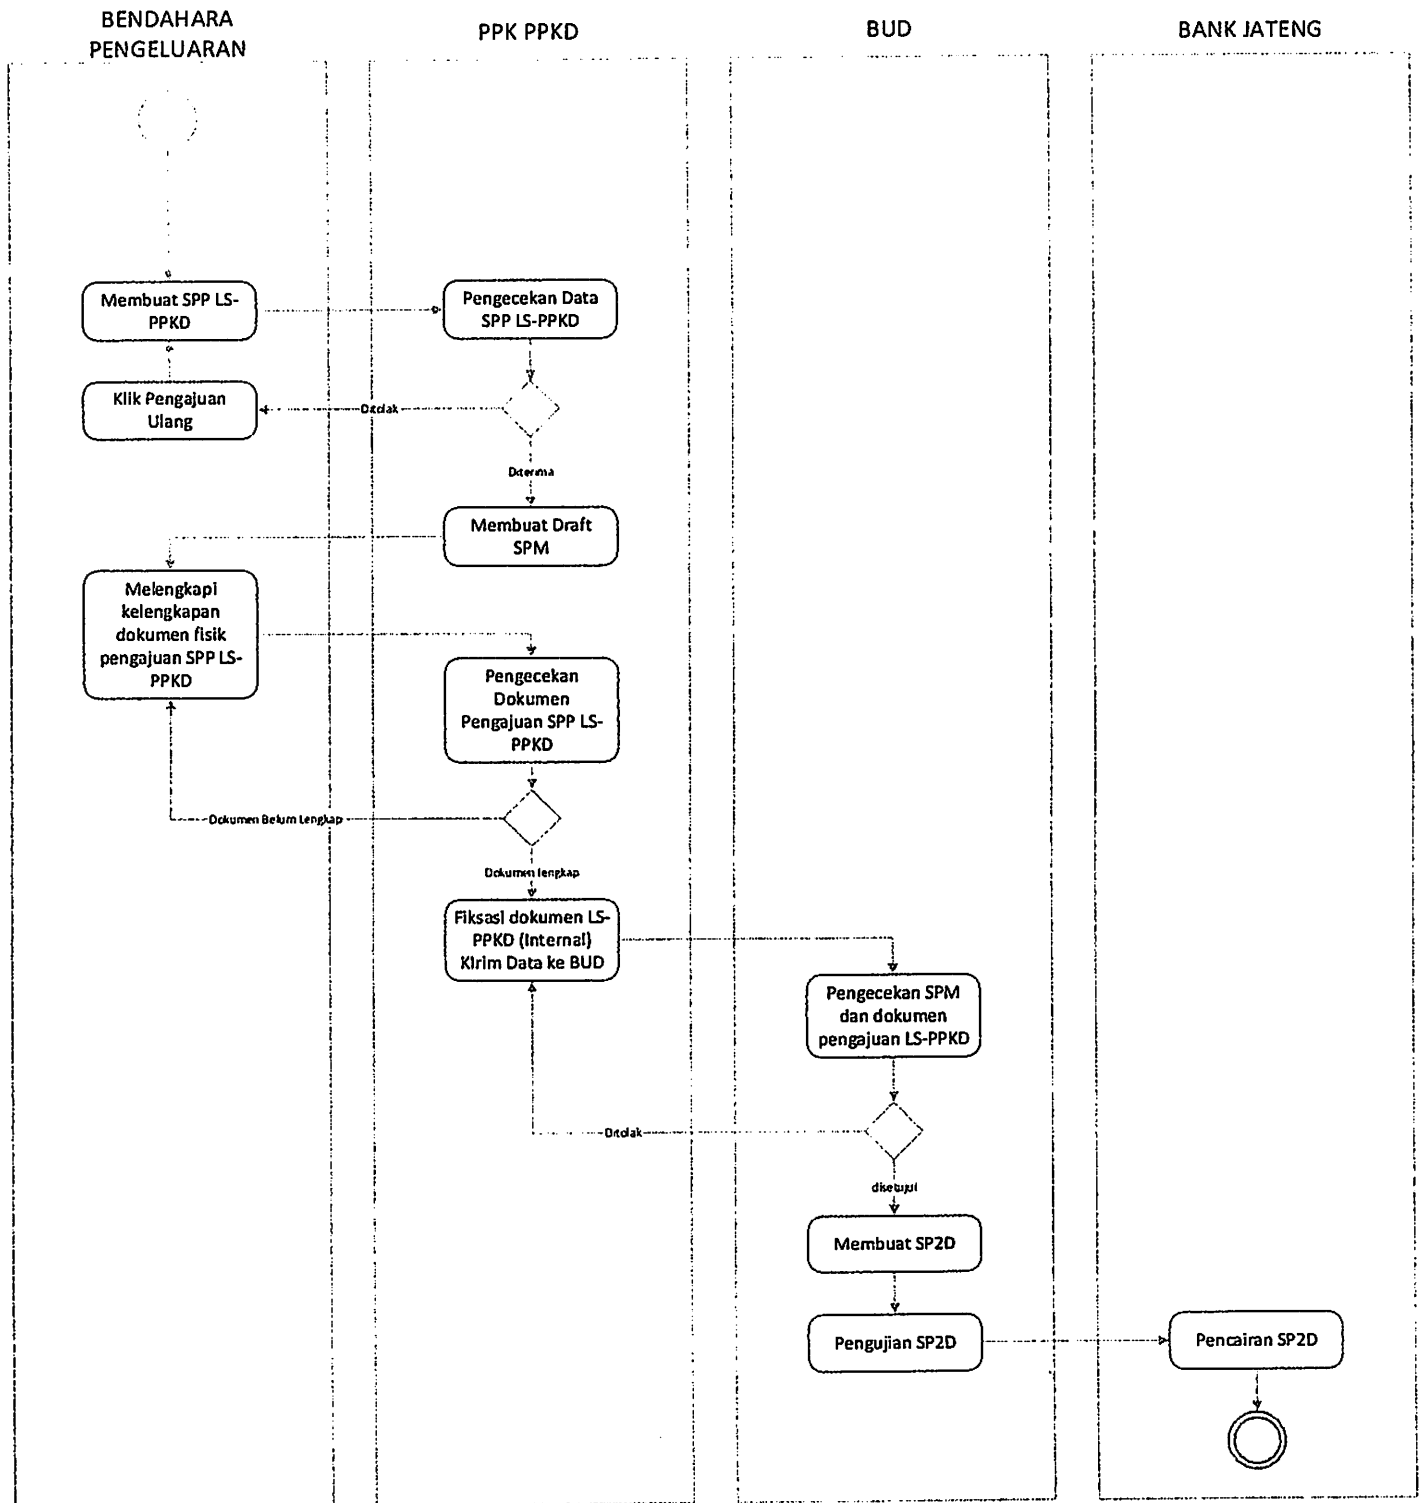 BENDAHARA
PENGELUARAN
PPK PPKD
BUD
BANK JATENG
Membuat SPP LS-
PPKD
Pengecekan Data
SPP LS-PPKD
Klik Pengajuan
Ulang
Ditolak
Diterima
Membuat Draft
SPM
Melengkapi
kelengkapan
dokumen fisik
pengajuan SPP LS-
PPKD
Pengecekan
Dokumen
Pengajuan SPP LS-
PPKD
Dokumen Belum Lengkap
Dokumen lengkap
Fiksasi dokumen LS-
PPKD (Internal)
Kirim Data ke BUD
Pengecekan SPM
dan dokumen
pengajuan LS-PPKD
Ditolak
disetujui
Membuat SP2D
Pengujian SP2D
Pencairan SP2D